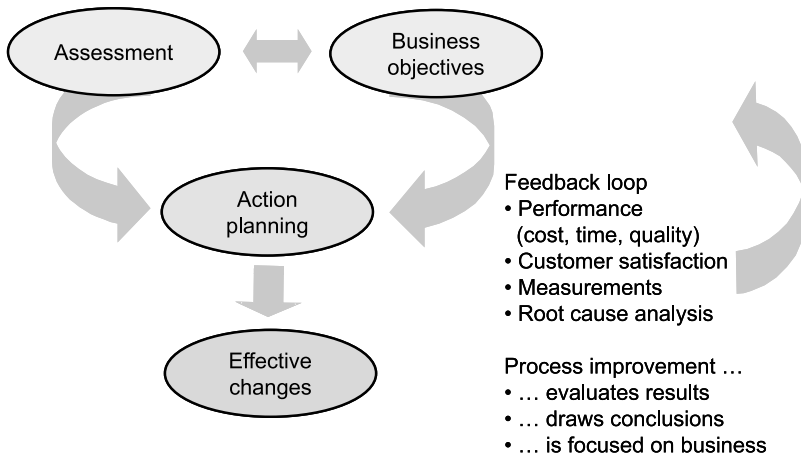 Assessment
Business
objectives
Action
planning
Effective
changes
Feedback loop
• Performance
(cost, time, quality)
• Customer satisfaction
• Measurements
• Root cause analysis
Process improvement …
• … evaluates results
• … draws conclusions
• … is focused on business